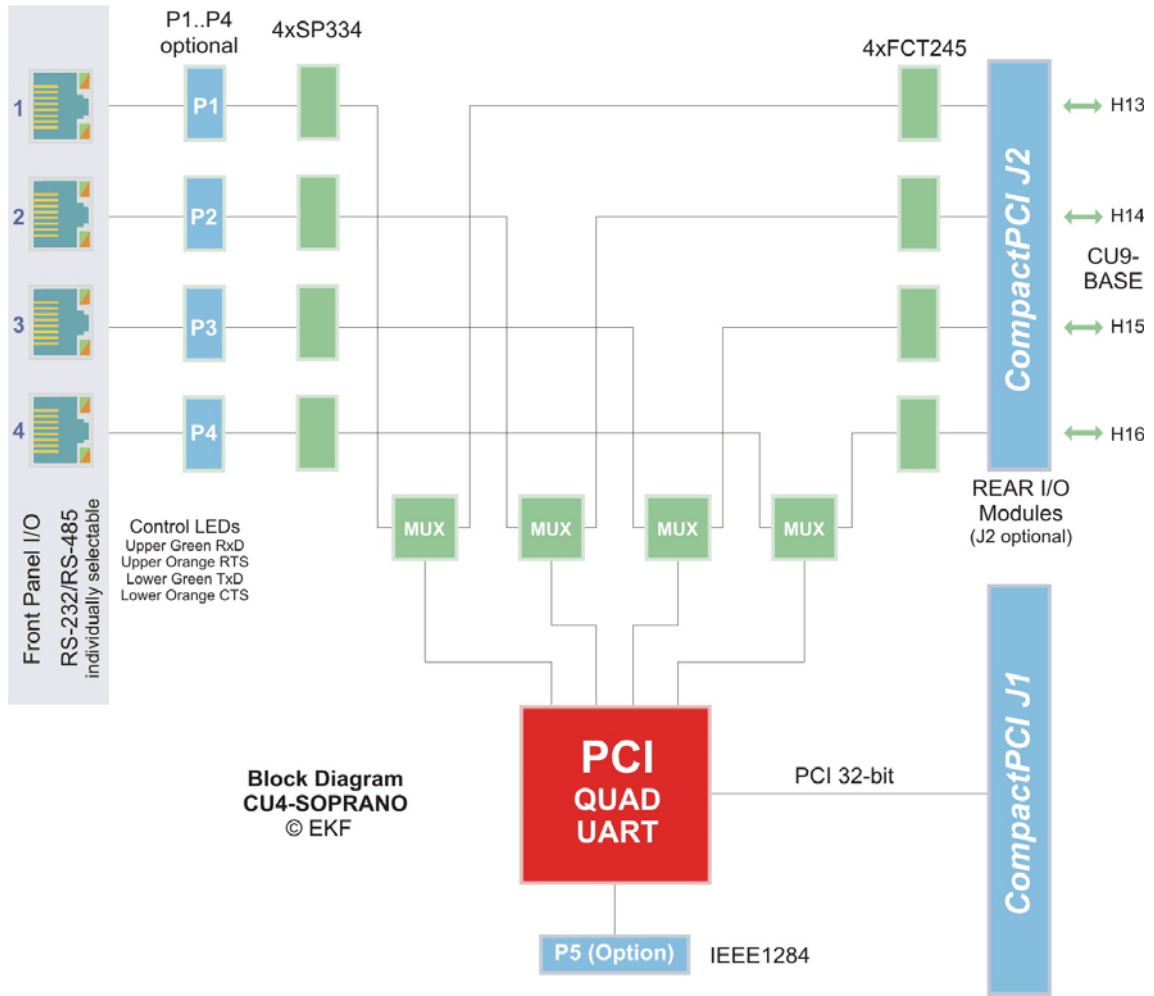 P1..P4
optional
4xSP334
4xFCT245
1
P1
H13
2
P2
H14
CU9-
BASE
3
P3
H15
4
P4
H16
CompactPCI J2
REAR I/O
Modules
(J2 optional)
MUX
MUX
MUX
MUX
Control LEDs
Upper Green RxD
Upper Orange RTS
Lower Green TxD
Lower Orange CTS
Front Panel I/O
RS-232/RS-485
individually selectable
PCI
QUAD
UART
PCI 32-bit
CompactPCI J1
Block Diagram
CU4-SOPRANO
© EKF
P5 (Option)
IEEE1284